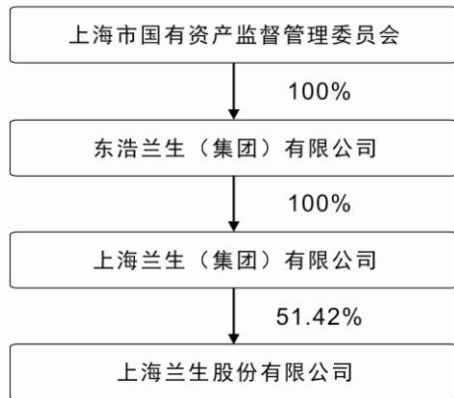 上海市国有资产监督管理委员会
100%
东浩兰生（集团）有限公司
100%
上海兰生（集团）有限公司
51.42%
上海兰生股份有限公司